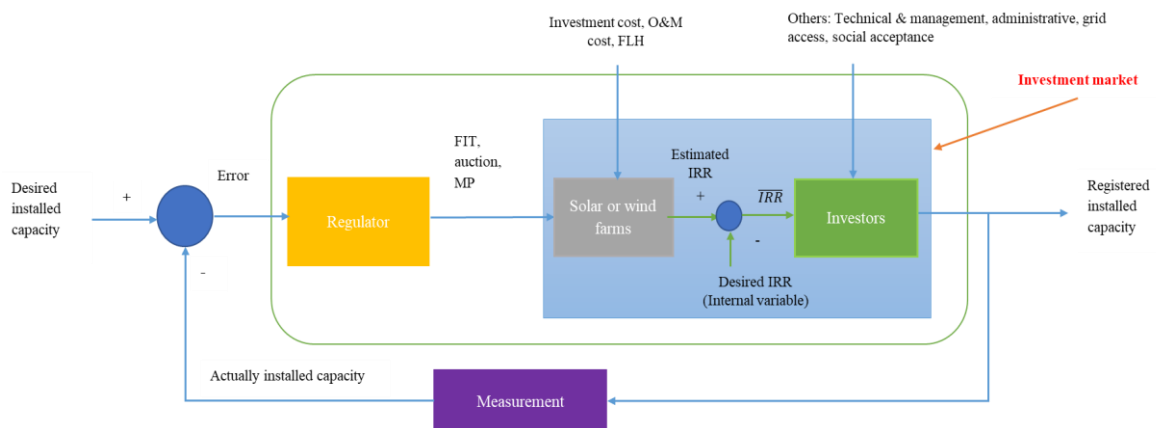 Investment cost, O&M
cost, FLH
Others: Technical & management, administrative, grid
access, social acceptance
Investment market
FIT,
auction,
MP
Estimated
IRR
+
Desired
installed
capacity
+
Error
Regulator
Solar or wind
farms
IRR
Investors
Registered
installed
capacity
-
-
Desired IRR
(Internal variable)
Actually installed capacity
Measurement